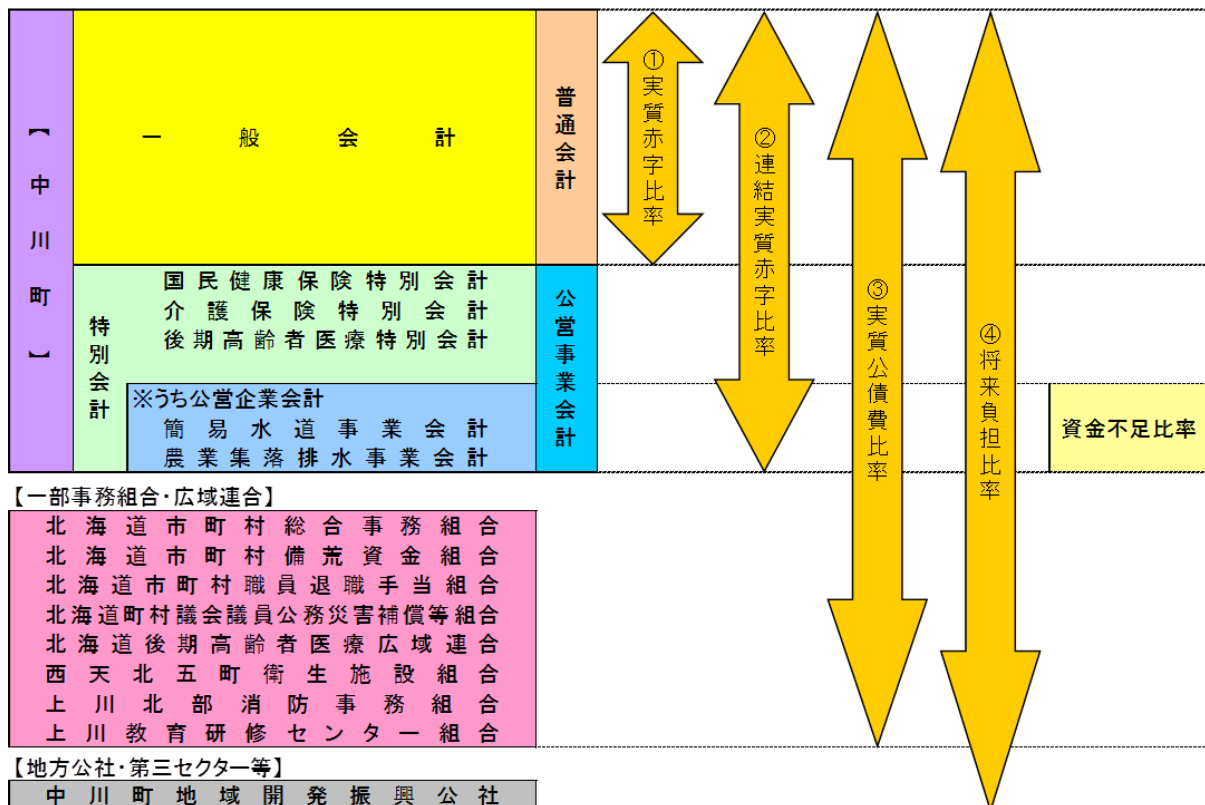 【中川町】
一般会計
普通会計
①実質赤字比率
②連結実質赤字比率
③実質公債費比率
④将来負担比率
特別会計
国民健康保険特別会計
介護保険特別会計
後期高齢者医療特別会計
公営事業会計
※うち公営企業会計
簡易水道事業会計
農業集落排水事業会計
資金不足比率
【一部事務組合・広域連合】
北海道市町村総合事務組合
北海道市町村備荒資金組合
北海道市町村職員退職手当組合
北海道町村議会議員公務災害補償等組合
北海道後期高齢者医療広域連合
西天北五町衛生施設組合
上川北部消防事務組合
上川教育研修センター組合
【地方公社・第三セクター等】
中川町地域開発振興公社